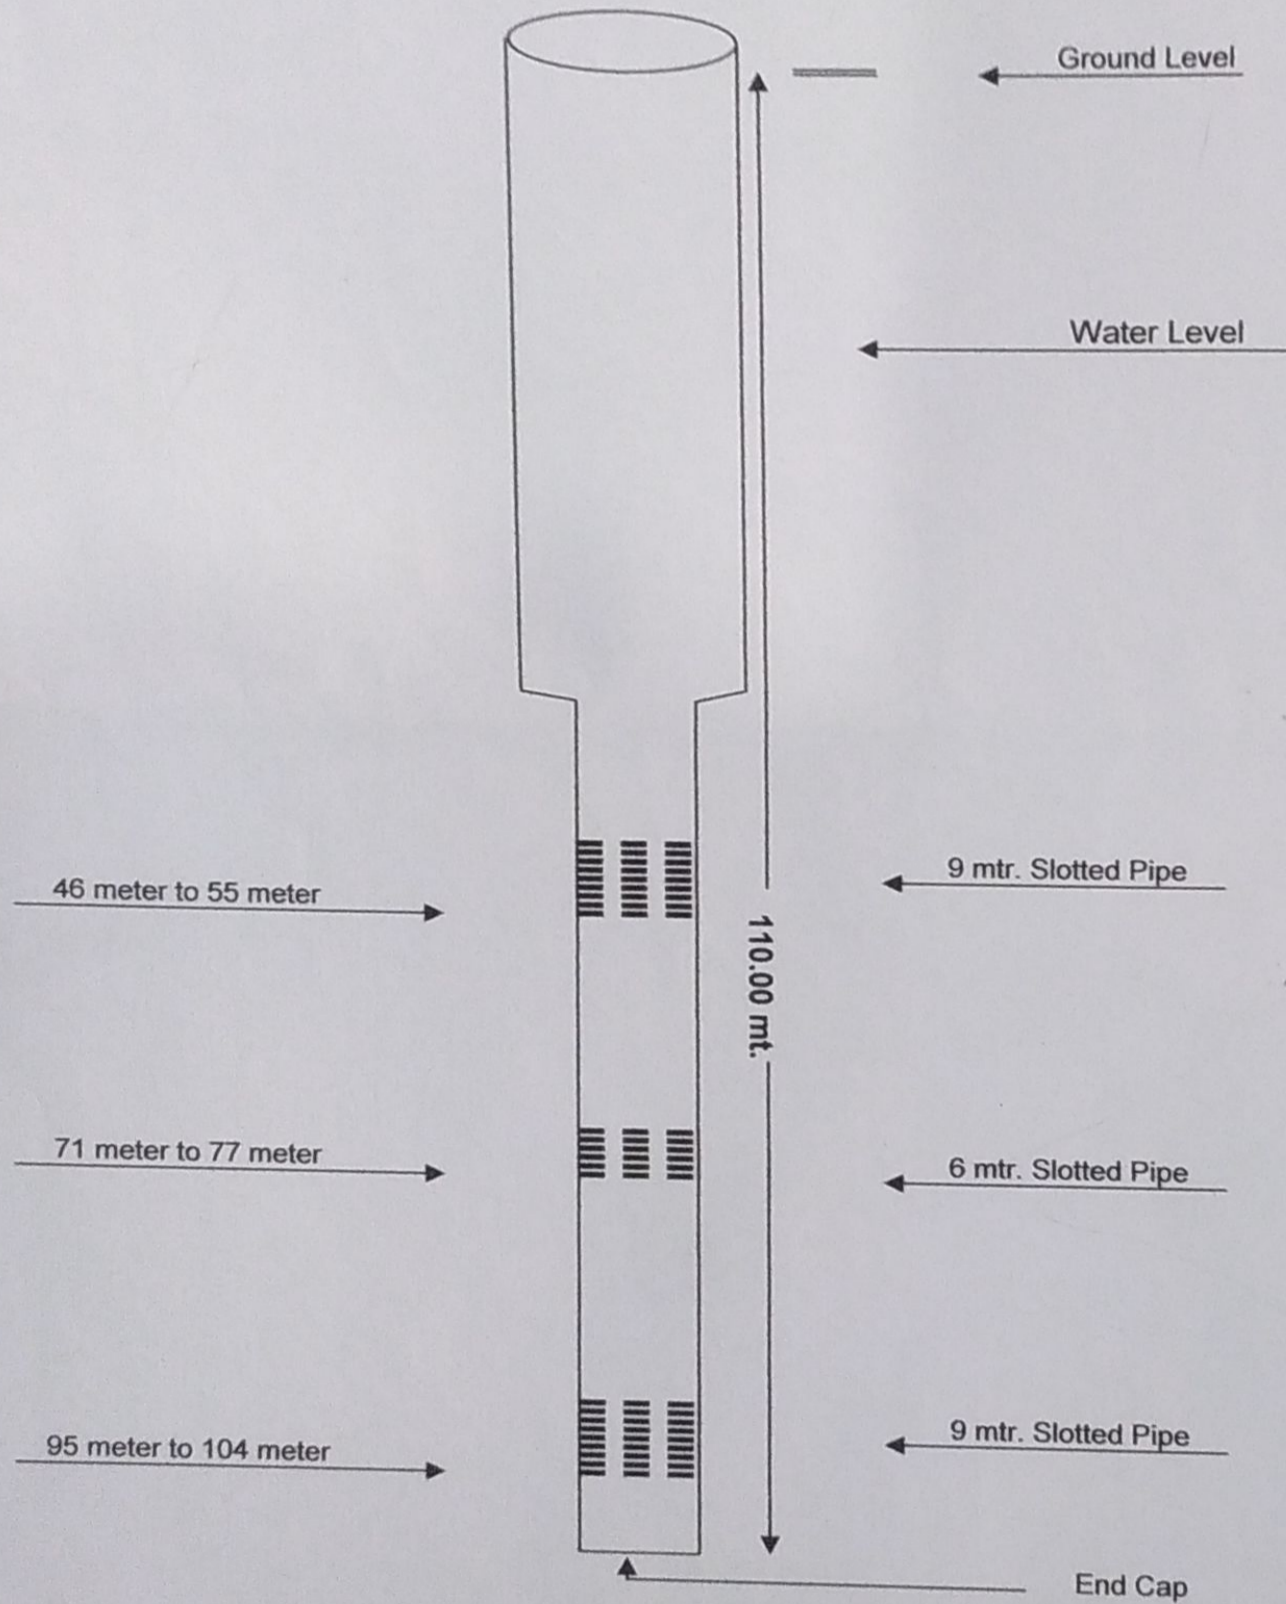 Ground Level
Water Level
46 meter to 55 meter
9 mtr. Slotted Pipe
110.00 mt.
71 meter to 77 meter
6 mtr. Slotted Pipe
95 meter to 104 meter
9 mtr. Slotted Pipe
End Cap